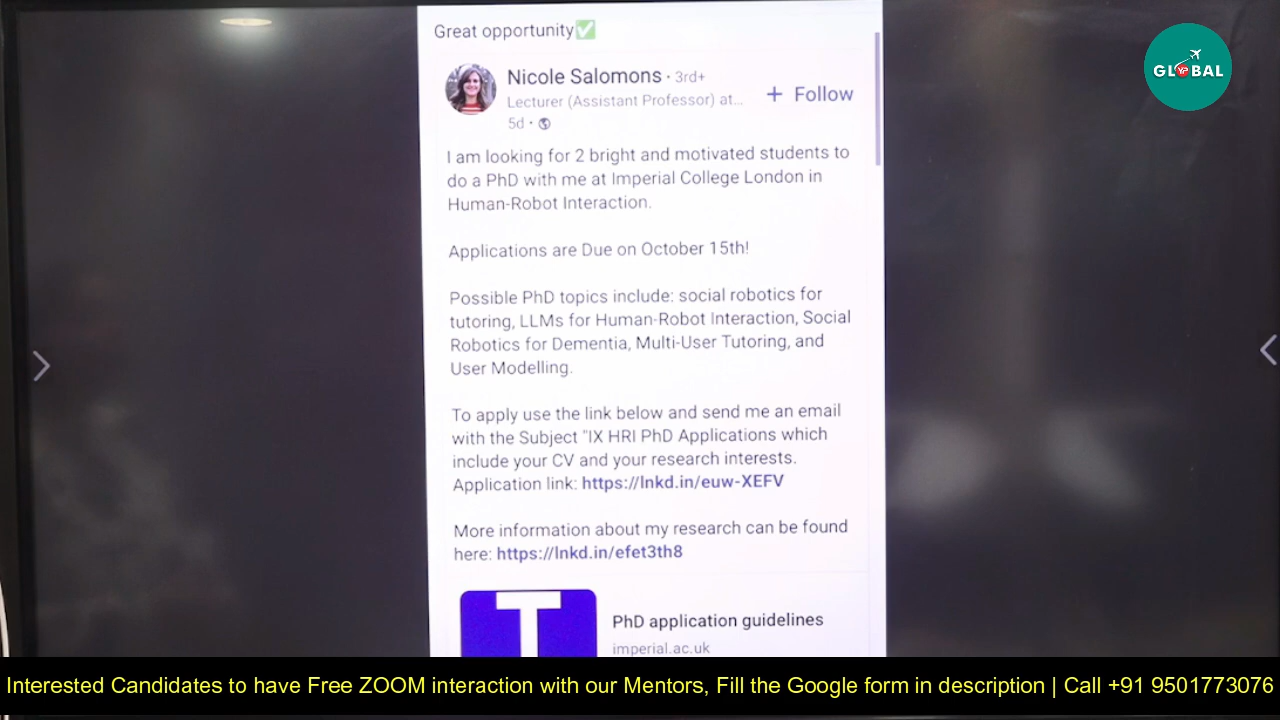 Great opportunity✅
GLOBAL
YP
Nicole Salomons · 3rd+
Lecturer (Assistant Professor) at...
+ Follow
5d ·
I am looking for 2 bright and motivated students to
do a PhD with me at Imperial College London in
Human-Robot Interaction.
Applications are Due on October 15th!
Possible PhD topics include: social robotics for
tutoring, LLMs for Human-Robot Interaction, Social
Robotics for Dementia, Multi-User Tutoring, and
User Modelling.
To apply use the link below and send me an email
with the Subject "IX HRI PhD Applications which
include your CV and your research interests.
Application link: https://lnkd.in/euw-XEFV
More information about my research can be found
here: https://lnkd.in/efet3th8
PhD application guidelines
imperial.ac.uk
Interested Candidates to have Free ZOOM interaction with our Mentors, Fill the Google form in description | Call +91 9501773076